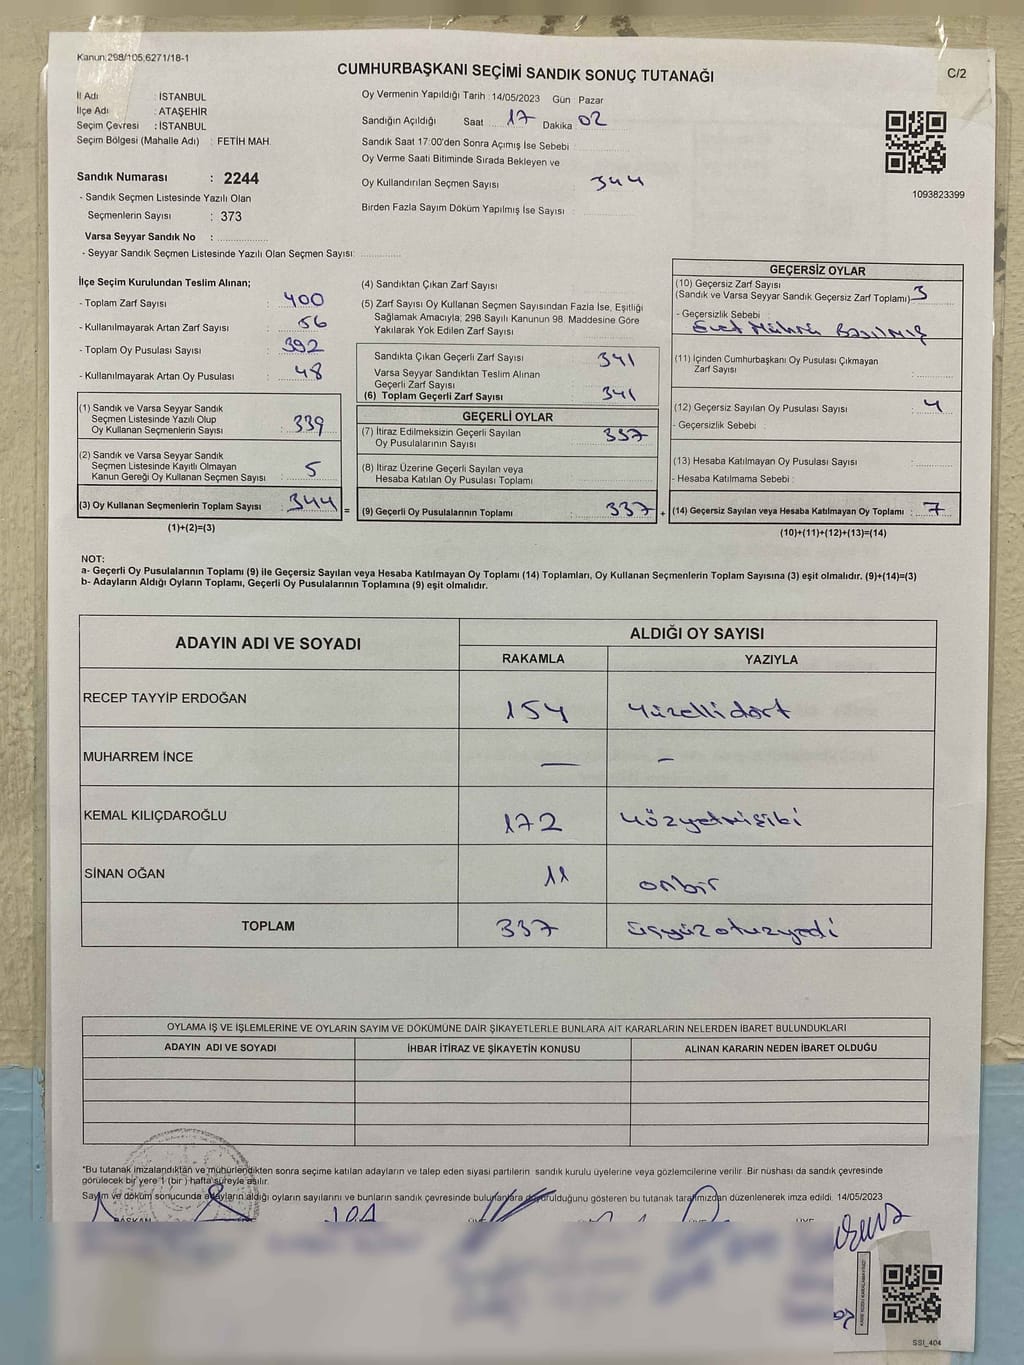 Kanun;298/105,6271/18-1
CUMHURBAŞKANI SEÇİMİ SANDIK SONUÇ TUTANAĞI
C/2
İl Adı : İSTANBUL
İlçe Adı : ATAŞEHİR
Seçim Çevresi : İSTANBUL
Seçim Bölgesi (Mahalle Adı) : FETİH MAH.
Sandık Numarası : 2244
- Sandık Seçmen Listesinde Yazılı Olan
Seçmenlerin Sayısı : 373
Varsa Seyyar Sandık No :
- Seyyar Sandık Seçmen Listesinde Yazılı Olan Seçmen Sayısı:
Oy Vermenin Yapıldığı Tarih : 14/05/2023 Gün Pazar
Sandığın Açıldığı Saat 17 Dakika 02
Sandık Saat 17:00'den Sonra Açımış İse Sebebi :
Oy Verme Saati Bitiminde Sırada Bekleyen ve
Oy Kullandırılan Seçmen Sayısı : 344
Birden Fazla Sayım Döküm Yapılmış İse Sayısı :
1093823399
İlçe Seçim Kurulundan Teslim Alınan;
- Toplam Zarf Sayısı : 400
- Kullanılmayarak Artan Zarf Sayısı : 56
- Toplam Oy Pusulası Sayısı : 392
- Kullanılmayarak Artan Oy Pusulası : 48
(1) Sandık ve Varsa Seyyar Sandık
Seçmen Listesinde Yazılı Olup
Oy Kullanan Seçmenlerin Sayısı : 339
(2) Sandık ve Varsa Seyyar Sandık
Seçmen Listesinde Kayıtlı Olmayan
Kanun Gereği Oy Kullanan Seçmen Sayısı : 5
(3) Oy Kullanan Seçmenlerin Toplam Sayısı : 344 =
(1)+(2)=(3)
(4) Sandıktan Çıkan Zarf Sayısı :
(5) Zarf Sayısı Oy Kullanan Seçmen Sayısından Fazla İse, Eşitliği
Sağlamak Amacıyla; 298 Sayılı Kanunun 98. Maddesine Göre
Yakılarak Yok Edilen Zarf Sayısı :
Sandıkta Çıkan Geçerli Zarf Sayısı : 341
Varsa Seyyar Sandıktan Teslim Alınan
Geçerli Zarf Sayısı :
(6) Toplam Geçerli Zarf Sayısı : 341
GEÇERLİ OYLAR
(7) İtiraz Edilmeksizin Geçerli Sayılan
Oy Pusulalarının Sayısı : 337
(8) İtiraz Üzerine Geçerli Sayılan veya
Hesaba Katılan Oy Pusulası Toplamı :
(9) Geçerli Oy Pusulalarının Toplamı : 337 +
GEÇERSİZ OYLAR
(10) Geçersiz Zarf Sayısı
(Sandık ve Varsa Seyyar Sandık Geçersiz Zarf Toplamı) 3
- Geçersizlik Sebebi :
Evet Mührü Basılmış
(11) İçinden Cumhurbaşkanı Oy Pusulası Çıkmayan
Zarf Sayısı :
(12) Geçersiz Sayılan Oy Pusulası Sayısı : 4
- Geçersizlik Sebebi :
(13) Hesaba Katılmayan Oy Pusulası Sayısı :
- Hesaba Katılmama Sebebi :
(14) Geçersiz Sayılan veya Hesaba Katılmayan Oy Toplamı : 7
(10)+(11)+(12)+(13)=(14)
NOT:
a- Geçerli Oy Pusulalarının Toplamı (9) ile Geçersiz Sayılan veya Hesaba Katılmayan Oy Toplamı (14) Toplamları, Oy Kullanan Seçmenlerin Toplam Sayısına (3) eşit olmalıdır. (9)+(14)=(3)
b- Adayların Aldığı Oyların Toplamı, Geçerli Oy Pusulalarının Toplamına (9) eşit olmalıdır.
ADAYIN ADI VE SOYADI ALDIĞI OY SAYISI
RAKAMLA YAZIYLA
RECEP TAYYİP ERDOĞAN 154 yüzellidört
MUHARREM İNCE — –
KEMAL KILIÇDAROĞLU 172 yüzyetmişiki
SİNAN OĞAN 11 onbir
TOPLAM 337 üçyüzotuzyedi
OYLAMA İŞ VE İŞLEMLERİNE VE OYLARIN SAYIM VE DÖKÜMÜNE DAİR ŞİKAYETLERLE BUNLARA AİT KARARLARIN NELERDEN İBARET BULUNDUKLARI
ADAYIN ADI VE SOYADI İHBAR İTİRAZ VE ŞİKAYETİN KONUSU ALINAN KARARIN NEDEN İBARET OLDUĞU
*Bu tutanak imzalandıktan ve mühürlendikten sonra seçime katılan adayların ve talep eden siyasi partilerin sandık kurulu üyelerine veya gözlemcilerine verilir. Bir nüshası da sandık çevresinde
görülecek bir yere 1 (bir) hafta süreyle asılır.
Sayım ve döküm sonucunda adayların aldığı oyların sayılarını ve bunların sandık çevresinde bulunanlara duyurulduğunu gösteren bu tutanak tarafımızdan düzenlenerek imza edildi. 14/05/2023
BAŞKAN
SSİ_404